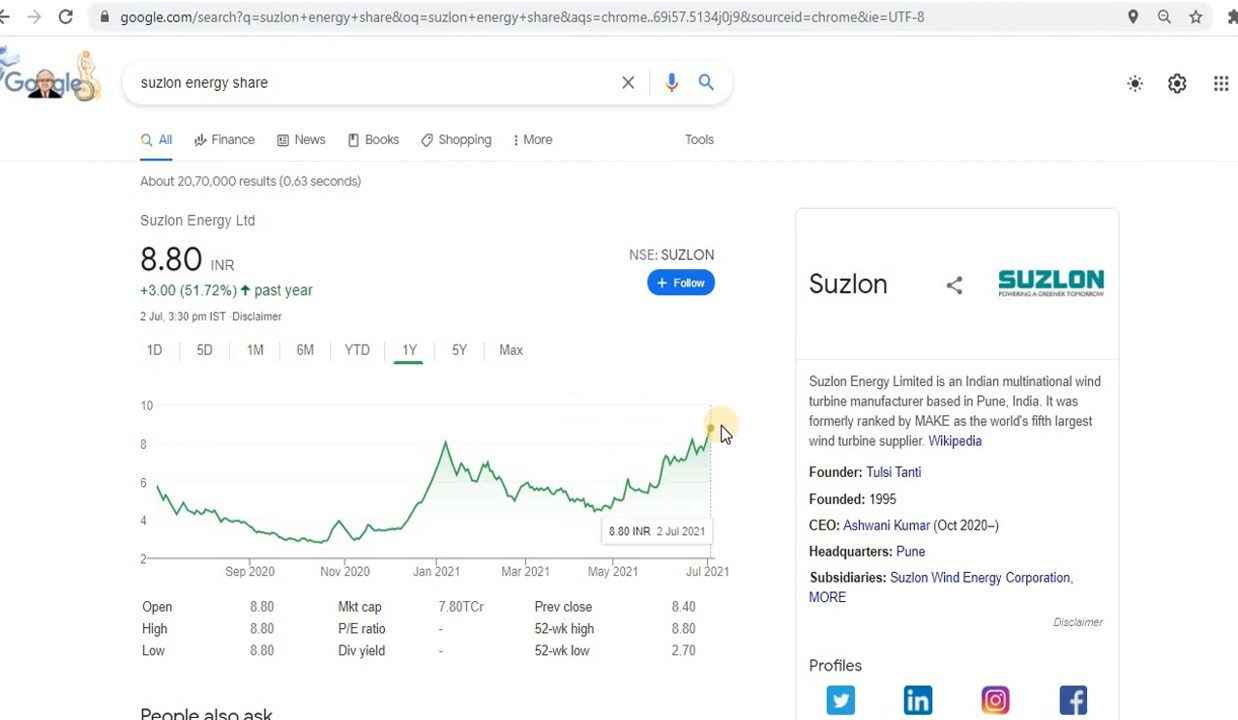 google.com/search?q=suzlon+energy+share&oq=suzlon+energy+share&aqs=chrome..69i57.5134j0j9&sourceid=chrome&ie=UTF-8
Google
suzlon energy share
All Finance News Books Shopping More Tools
About 20,70,000 results (0.63 seconds)
Suzlon Energy Ltd
8.80 INR
NSE: SUZLON
+ Follow
+3.00 (51.72%) ↑ past year
2 Jul, 3:30 pm IST · Disclaimer
1D 5D 1M 6M YTD 1Y 5Y Max
10
8
6
4
2
8.80 INR 2 Jul 2021
Sep 2020 Nov 2020 Jan 2021 Mar 2021 May 2021 Jul 2021
Open 8.80 Mkt cap 7.80TCr Prev close 8.40
High 8.80 P/E ratio - 52-wk high 8.80
Low 8.80 Div yield - 52-wk low 2.70
People also ask
Suzlon
SUZLON
POWERING A GREENER TOMORROW
Suzlon Energy Limited is an Indian multinational wind
turbine manufacturer based in Pune, India. It was
formerly ranked by MAKE as the world's fifth largest
wind turbine supplier. Wikipedia
Founder: Tulsi Tanti
Founded: 1995
CEO: Ashwani Kumar (Oct 2020–)
Headquarters: Pune
Subsidiaries: Suzlon Wind Energy Corporation,
MORE
Disclaimer
Profiles